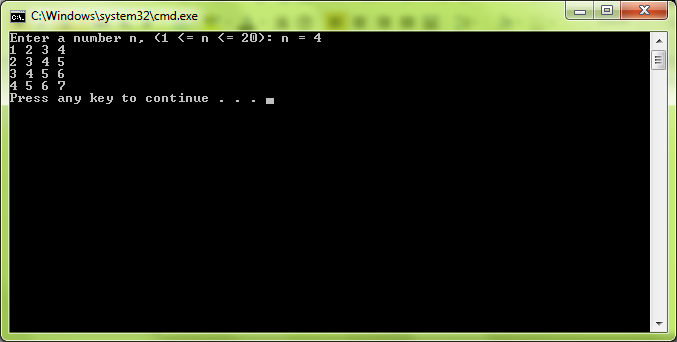 C:\Windows\system32\cmd.exe
Enter a number n, (1 <= n <= 20): n = 4
1 2 3 4
2 3 4 5
3 4 5 6
4 5 6 7
Press any key to continue . . .